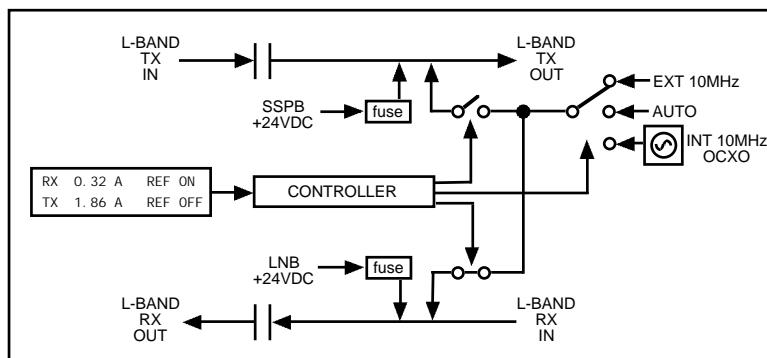 L-BAND
TX
IN
L-BAND
TX
OUT
EXT 10MHz
SSPB
+24VDC
fuse
AUTO
INT 10MHz
OCXO
RX 0.32 A REF ON
TX 1.86 A REF OFF
CONTROLLER
LNB
+24VDC
fuse
L-BAND
RX
OUT
L-BAND
RX
IN